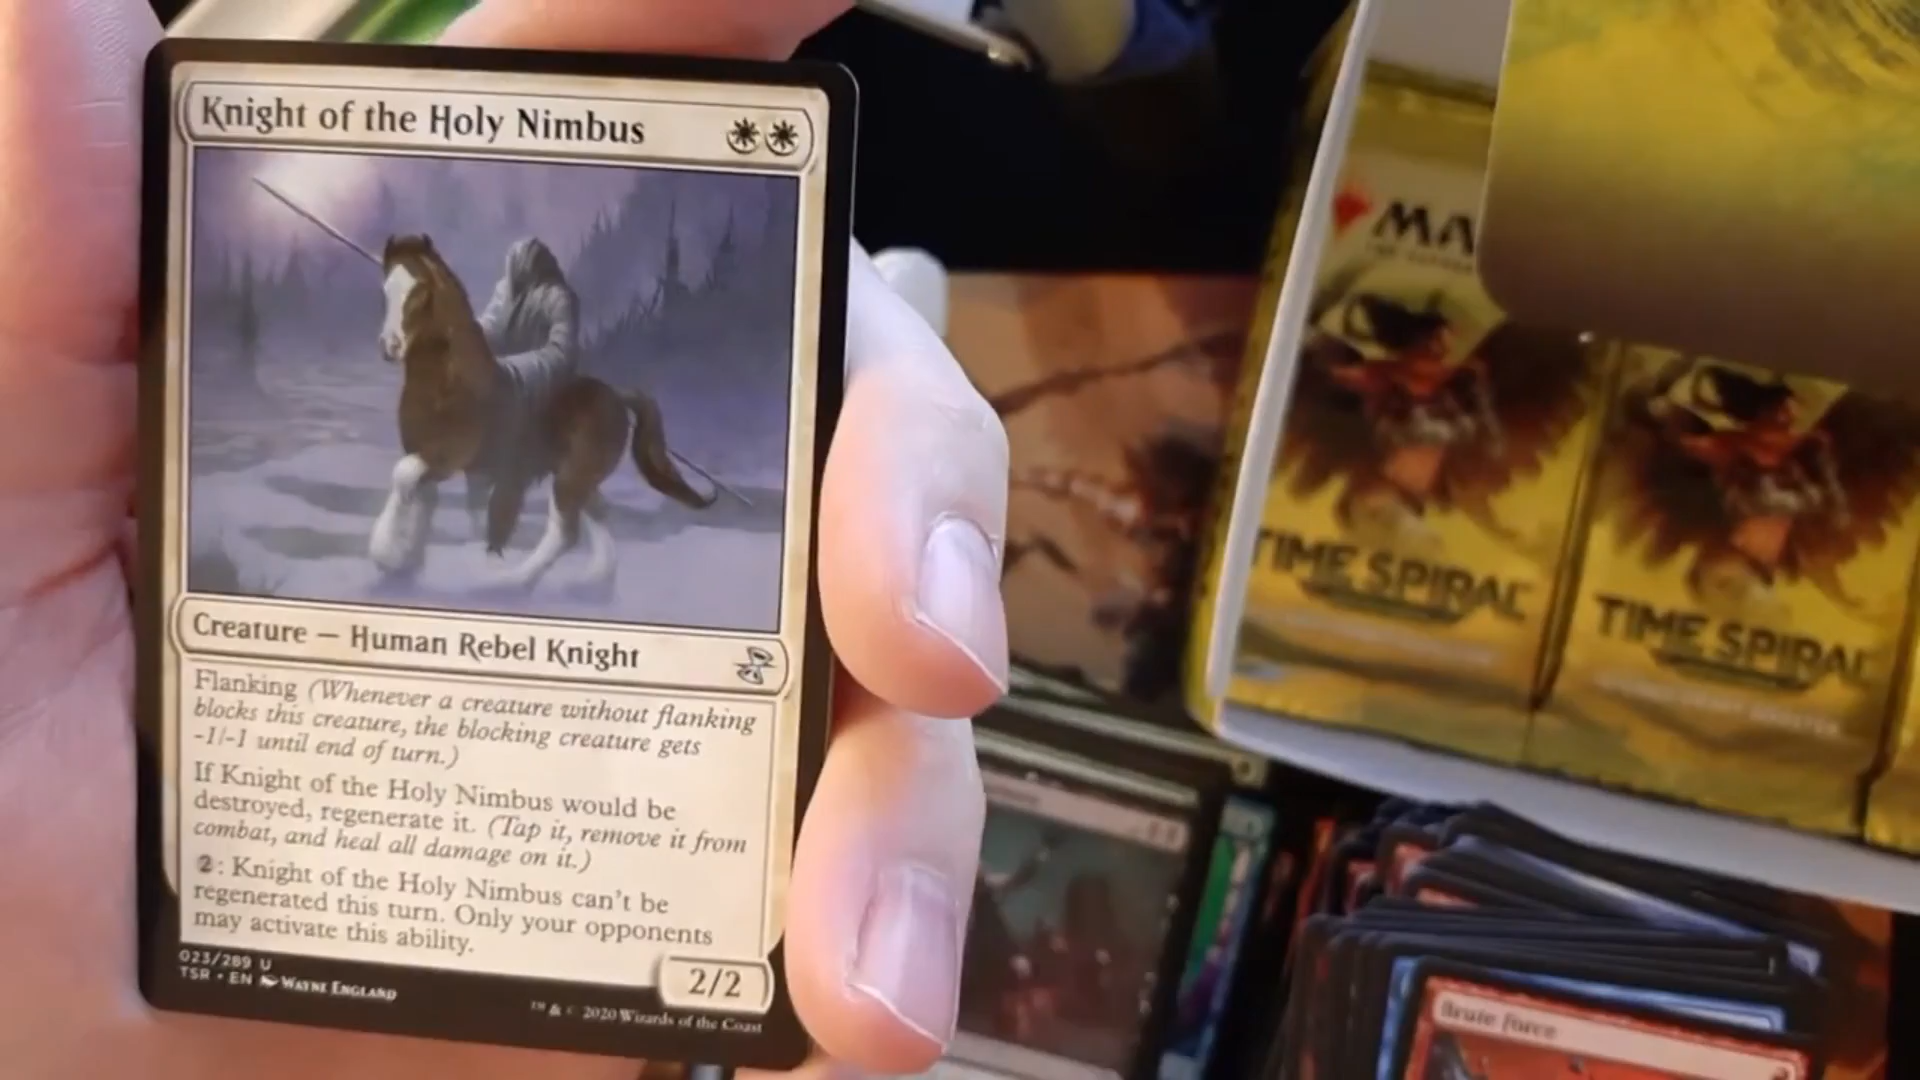 Knight of the Holy Nimbus
Creature — Human Rebel Knight
Flanking (Whenever a creature without flanking
blocks this creature, the blocking creature gets
-1/-1 until end of turn.)
If Knight of the Holy Nimbus would be
destroyed, regenerate it. (Tap it, remove it from
combat, and heal all damage on it.)
2: Knight of the Holy Nimbus can't be
regenerated this turn. Only your opponents
may activate this ability.
2/2
023/289 U
TSR • EN Wayne England
™ & © 2020 Wizards of the Coast
MA
TIME SPIRAL
TIME SPIRAL
Brute Force